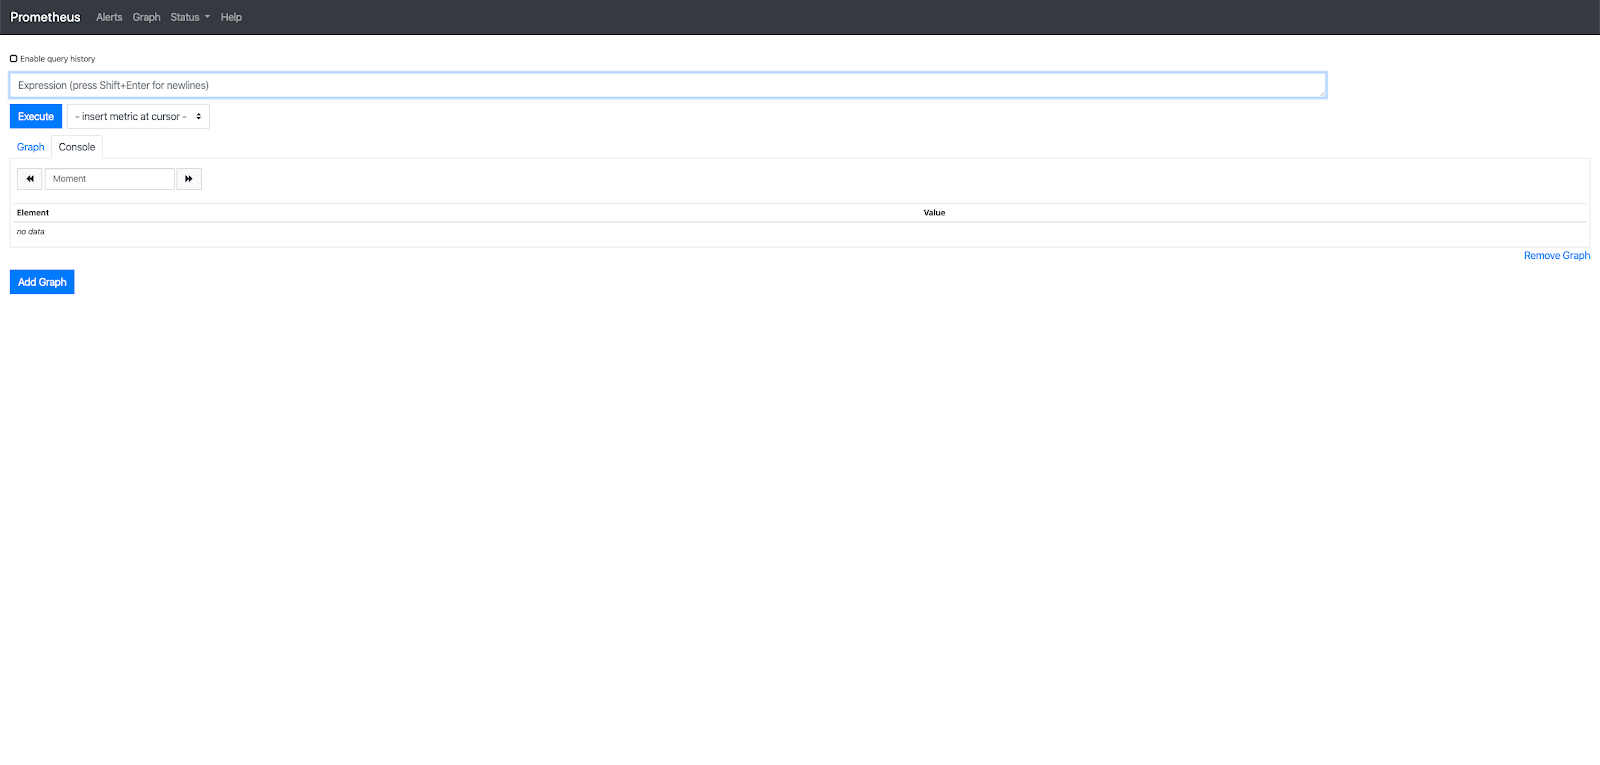 Prometheus Alerts Graph Status Help
Enable query history
Expression (press Shift+Enter for newlines)
Execute - insert metric at cursor -
Graph Console
Moment
Element Value
no data
Remove Graph
Add Graph